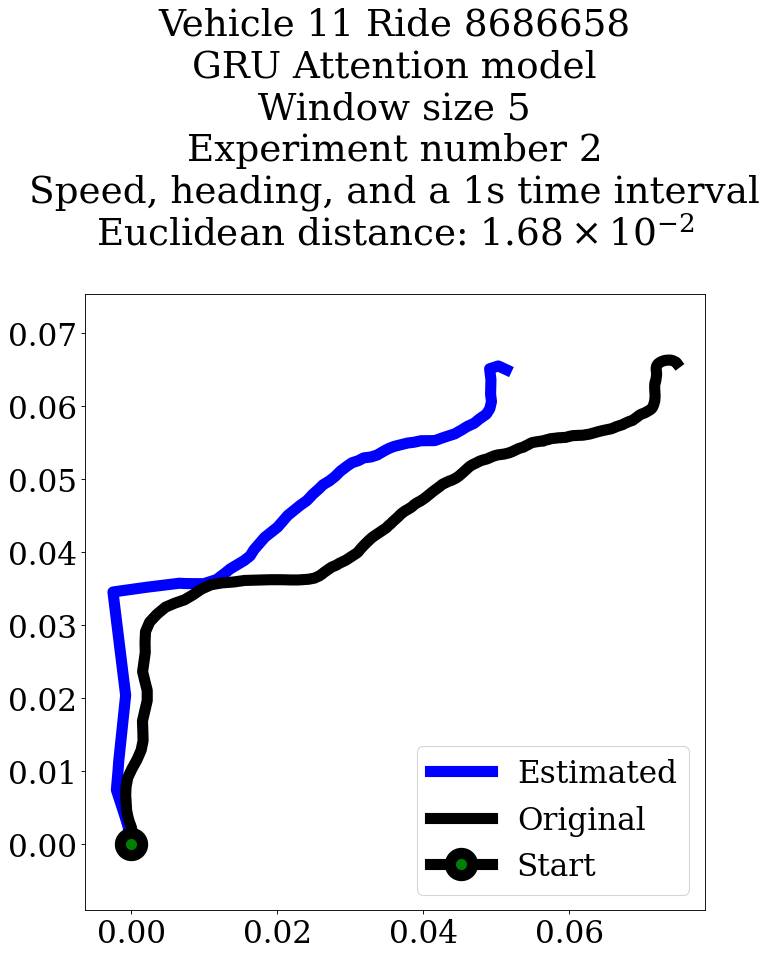 Vehicle 11 Ride 8686658
GRU Attention model
Window size 5
Experiment number 2
Speed, heading, and a 1s time interval
Euclidean distance: 1.68 × 10⁻²
0.07
0.06
0.05
0.04
0.03
0.02
0.01
0.00
Estimated
Original
Start
0.00 0.02 0.04 0.06